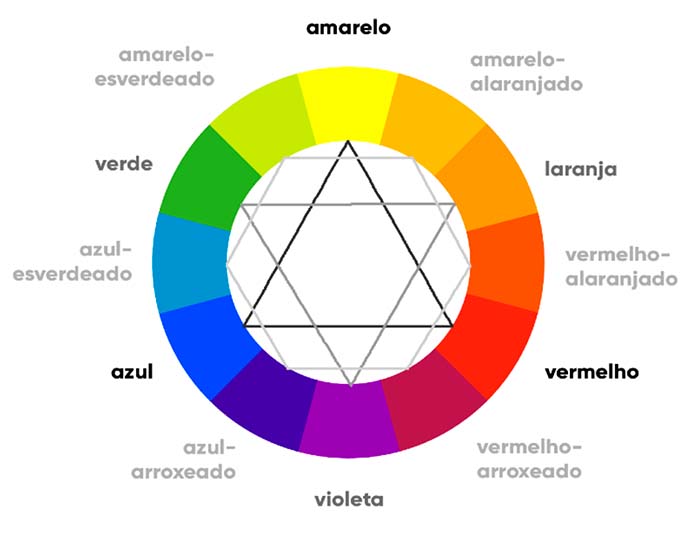 amarelo
amarelo-
esverdeado
amarelo-
alaranjado
verde
laranja
azul-
esverdeado
vermelho-
alaranjado
azul
vermelho
azul-
arroxeado
vermelho-
arroxeado
violeta